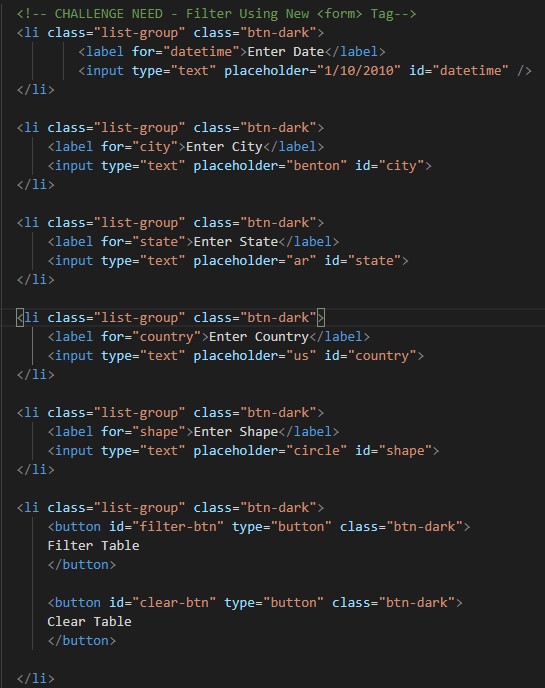 <!-- CHALLENGE NEED - Filter Using New <form> Tag-->
<li class="list-group" class="btn-dark">
<label for="datetime">Enter Date</label>
<input type="text" placeholder="1/10/2010" id="datetime" />
</li>
<li class="list-group" class="btn-dark">
<label for="city">Enter City</label>
<input type="text" placeholder="benton" id="city">
</li>
<li class="list-group" class="btn-dark">
<label for="state">Enter State</label>
<input type="text" placeholder="ar" id="state">
</li>
<li class="list-group" class="btn-dark">
<label for="country">Enter Country</label>
<input type="text" placeholder="us" id="country">
</li>
<li class="list-group" class="btn-dark">
<label for="shape">Enter Shape</label>
<input type="text" placeholder="circle" id="shape">
</li>
<li class="list-group" class="btn-dark">
<button id="filter-btn" type="button" class="btn-dark">
Filter Table
</button>
<button id="clear-btn" type="button" class="btn-dark">
Clear Table
</button>
</li>